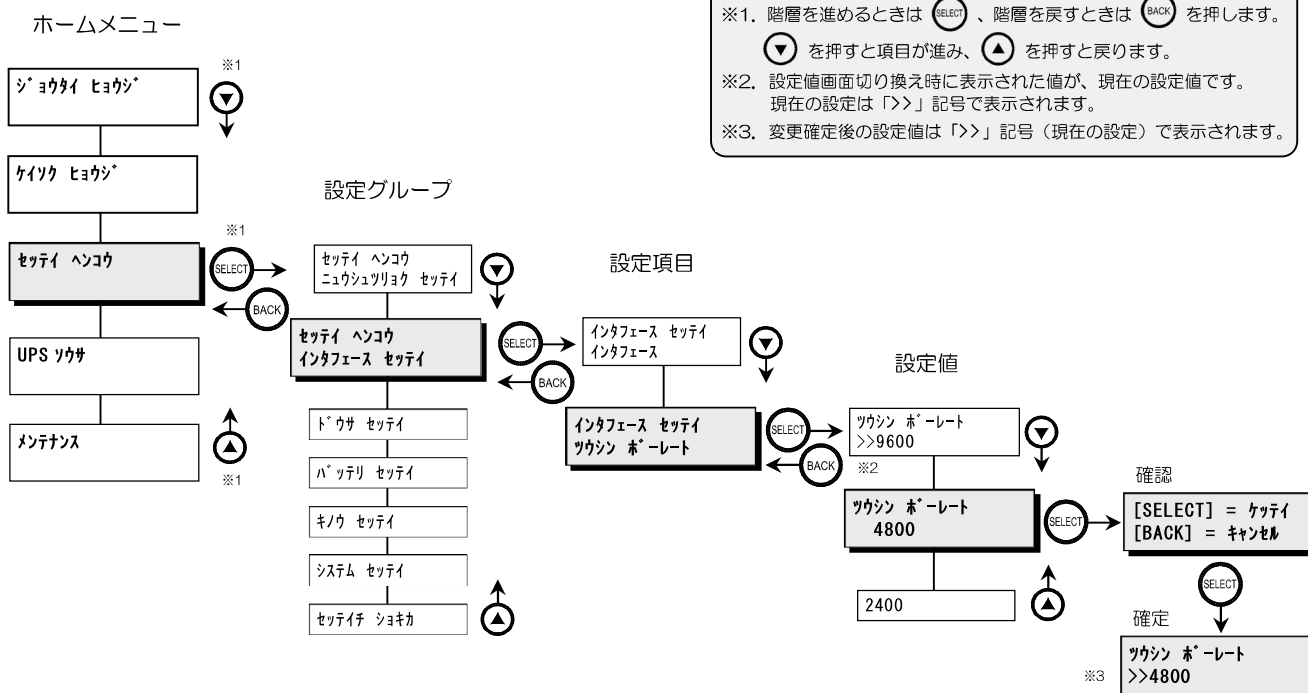 ※1. 階層を進めるときは SELECT 、階層を戻すときは BACK を押します。
▼ を押すと項目が進み、 ▲ を押すと戻ります。
※2. 設定値画面切り換え時に表示された値が、現在の設定値です。
現在の設定は「>>」記号で表示されます。
※3. 変更確定後の設定値は「>>」記号（現在の設定）で表示されます。
ホームメニュー
ｼﾞｮｳﾀｲ ﾋｮｳｼﾞ
※1
▼
ｹｲｿｸ ﾋｮｳｼﾞ
ｾｯﾃｲ ﾍﾝｺｳ
※1
SELECT
BACK
UPS ｿｳｻ
ﾒﾝﾃﾅﾝｽ
▲
※1
設定グループ
ｾｯﾃｲ ﾍﾝｺｳ
ﾆｭｳｼｭﾂﾘｮｸ ｾｯﾃｲ
▼
ｾｯﾃｲ ﾍﾝｺｳ
ｲﾝﾀﾌｪｰｽ ｾｯﾃｲ
SELECT
BACK
ﾄﾞｳｻ ｾｯﾃｲ
ﾊﾞｯﾃﾘ ｾｯﾃｲ
ｷﾉｳ ｾｯﾃｲ
ｼｽﾃﾑ ｾｯﾃｲ
ｾｯﾃｲﾁ ｼｮｷｶ
▲
設定項目
ｲﾝﾀﾌｪｰｽ ｾｯﾃｲ
ｲﾝﾀﾌｪｰｽ
▼
ｲﾝﾀﾌｪｰｽ ｾｯﾃｲ
ﾂｳｼﾝ ﾎﾞｰﾚｰﾄ
SELECT
BACK
設定値
ﾂｳｼﾝ ﾎﾞｰﾚｰﾄ
>>9600
▼
※2
ﾂｳｼﾝ ﾎﾞｰﾚｰﾄ
4800
SELECT
2400
▲
確認
[SELECT] = ｹｯﾃｲ
[BACK] = ｷｬﾝｾﾙ
SELECT
確定
ﾂｳｼﾝ ﾎﾞｰﾚｰﾄ
>>4800
※3